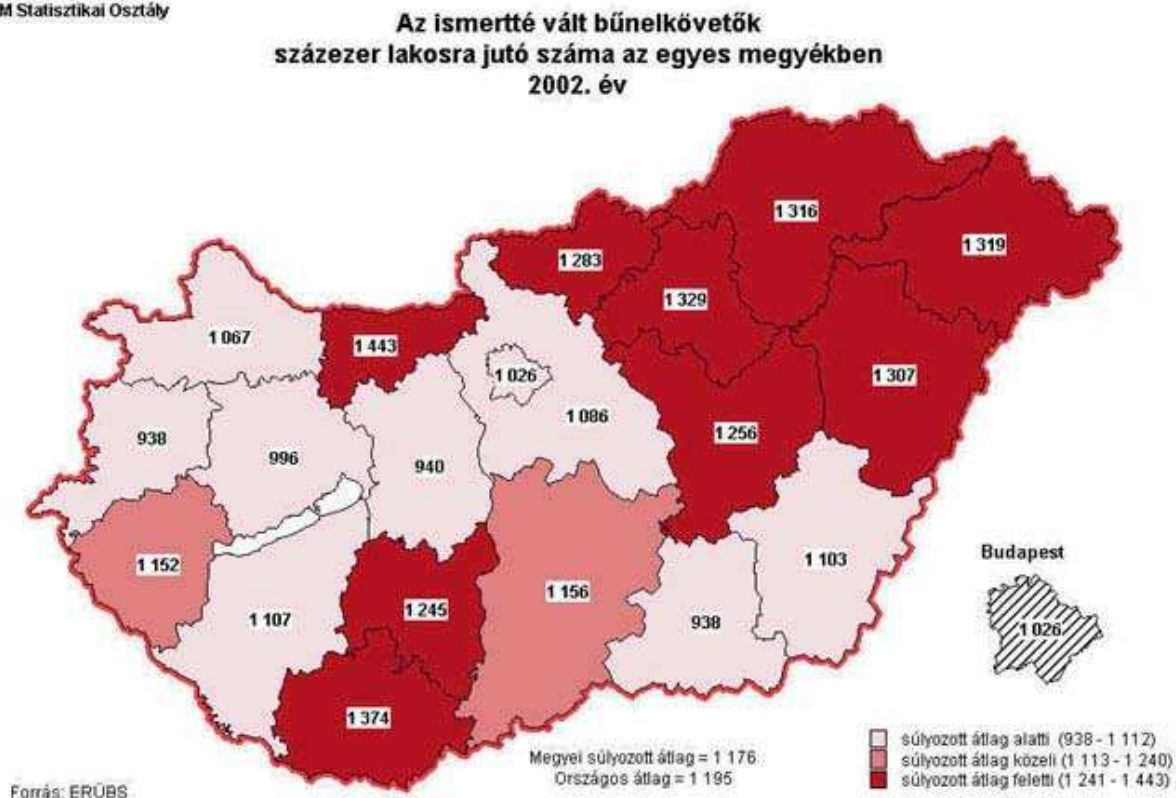 M Statisztikai Osztály
Az ismertté vált bűnelkövetők
százezer lakosra jutó száma az egyes megyékben
2002. év
1 316
1 319
1 283
1 329
1 067
1 443
1 026
1 307
1 086
938
996
940
1 256
1 152
1 103
Budapest
1 245
1 156
1 107
938
1 026
1 374
Megyei súlyozott átlag = 1 176
Országos átlag = 1 195
súlyozott átlag alatti (938 - 1 112)
súlyozott átlag közeli (1 113 - 1 240)
súlyozott átlag feletti (1 241 - 1 443)
Forrás: ERÜBS